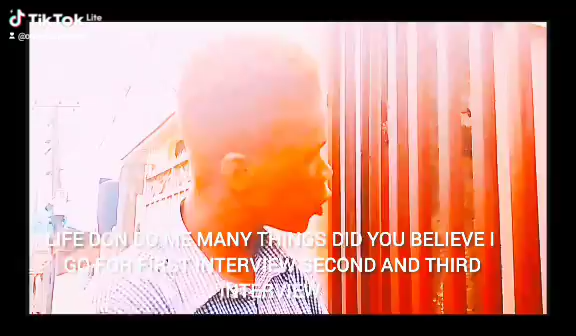 TikTok Lite
LIFE DON DO ME MANY THINGS DID YOU BELIEVE I
GO FOR FIRST INTERVIEW SECOND AND THIRD
INTERVIEW